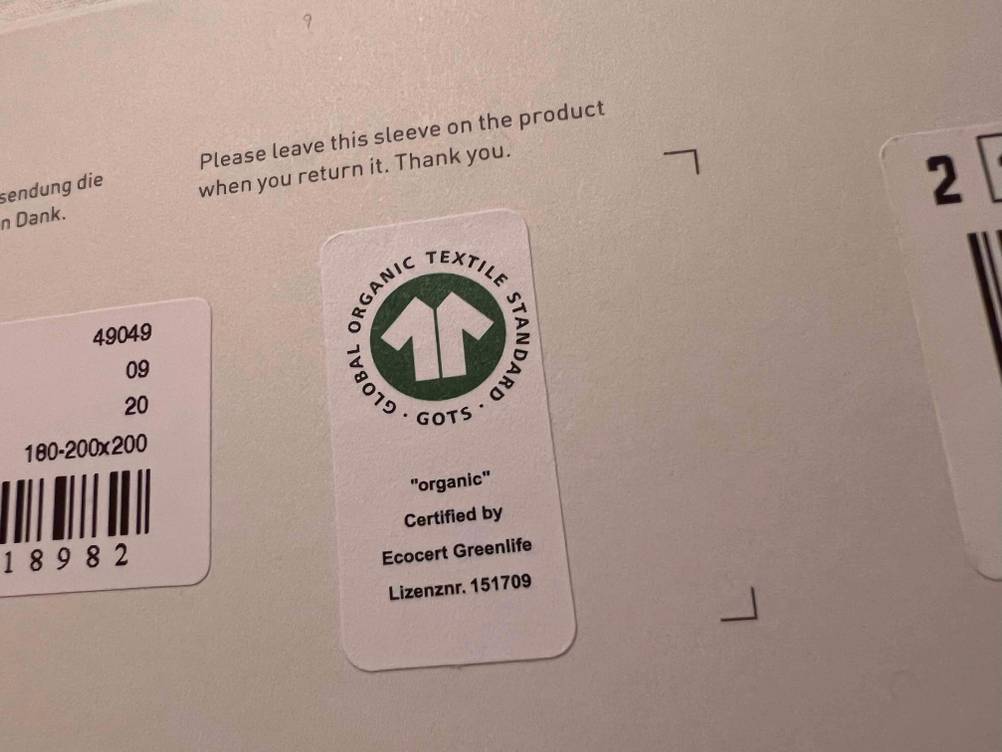 sendung die
n Dank.
Please leave this sleeve on the product
when you return it. Thank you.
49049
09
20
180-200x200
18982
GLOBAL ORGANIC TEXTILE STANDARD
· GOTS ·
"organic"
Certified by
Ecocert Greenlife
Lizenznr. 151709
2